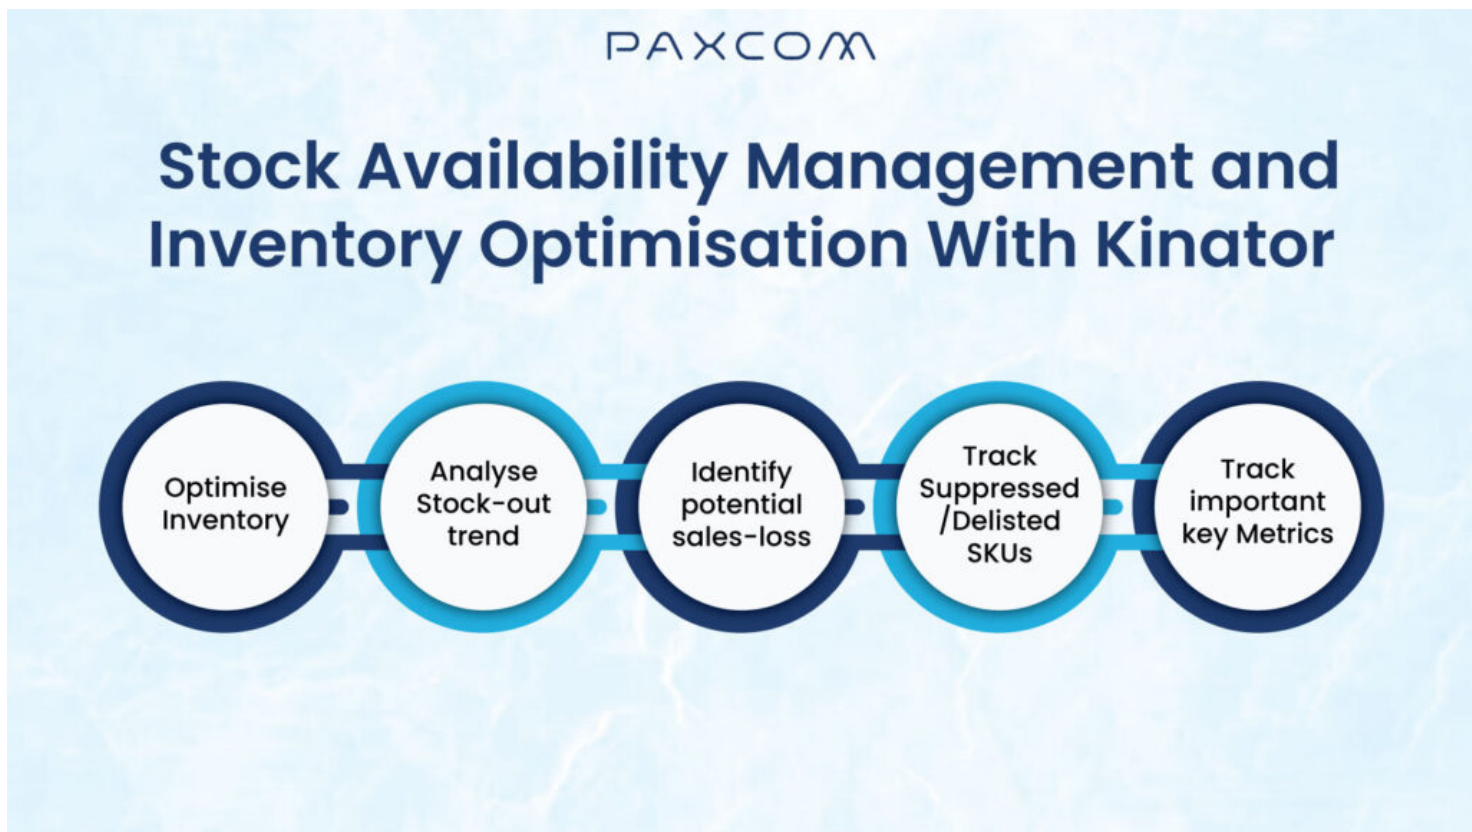 PAXCOM
Stock Availability Management and
Inventory Optimisation With Kinator
Optimise
Inventory
Analyse
Stock-out
trend
Identify
potential
sales-loss
Track
Suppressed
/Delisted
SKUs
Track
important
key Metrics